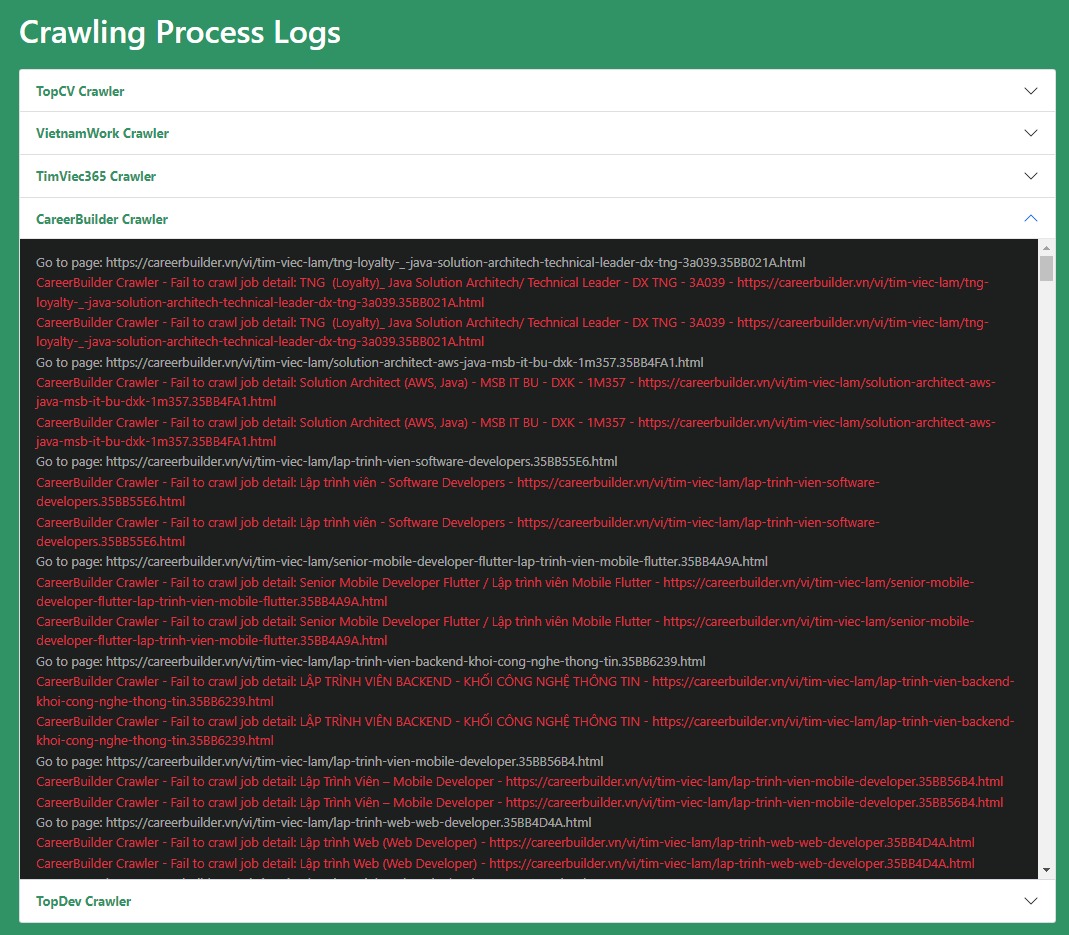 Crawling Process Logs
TopCV Crawler
VietnamWork Crawler
TimViec365 Crawler
CareerBuilder Crawler
Go to page: https://careerbuilder.vn/vi/tim-viec-lam/tng-loyalty-_-java-solution-architech-technical-leader-dx-tng-3a039.35BB021A.html
CareerBuilder Crawler - Fail to crawl job detail: TNG  (Loyalty)_ Java Solution Architech/ Technical Leader - DX TNG - 3A039 - https://careerbuilder.vn/vi/tim-viec-lam/tng-
loyalty-_-java-solution-architech-technical-leader-dx-tng-3a039.35BB021A.html
CareerBuilder Crawler - Fail to crawl job detail: TNG  (Loyalty)_ Java Solution Architech/ Technical Leader - DX TNG - 3A039 - https://careerbuilder.vn/vi/tim-viec-lam/tng-
loyalty-_-java-solution-architech-technical-leader-dx-tng-3a039.35BB021A.html
Go to page: https://careerbuilder.vn/vi/tim-viec-lam/solution-architect-aws-java-msb-it-bu-dxk-1m357.35BB4FA1.html
CareerBuilder Crawler - Fail to crawl job detail: Solution Architect (AWS, Java) - MSB IT BU - DXK - 1M357 - https://careerbuilder.vn/vi/tim-viec-lam/solution-architect-aws-
java-msb-it-bu-dxk-1m357.35BB4FA1.html
CareerBuilder Crawler - Fail to crawl job detail: Solution Architect (AWS, Java) - MSB IT BU - DXK - 1M357 - https://careerbuilder.vn/vi/tim-viec-lam/solution-architect-aws-
java-msb-it-bu-dxk-1m357.35BB4FA1.html
Go to page: https://careerbuilder.vn/vi/tim-viec-lam/lap-trinh-vien-software-developers.35BB55E6.html
CareerBuilder Crawler - Fail to crawl job detail: Lập trình viên - Software Developers - https://careerbuilder.vn/vi/tim-viec-lam/lap-trinh-vien-software-
developers.35BB55E6.html
CareerBuilder Crawler - Fail to crawl job detail: Lập trình viên - Software Developers - https://careerbuilder.vn/vi/tim-viec-lam/lap-trinh-vien-software-
developers.35BB55E6.html
Go to page: https://careerbuilder.vn/vi/tim-viec-lam/senior-mobile-developer-flutter-lap-trinh-vien-mobile-flutter.35BB4A9A.html
CareerBuilder Crawler - Fail to crawl job detail: Senior Mobile Developer Flutter / Lập trình viên Mobile Flutter - https://careerbuilder.vn/vi/tim-viec-lam/senior-mobile-
developer-flutter-lap-trinh-vien-mobile-flutter.35BB4A9A.html
CareerBuilder Crawler - Fail to crawl job detail: Senior Mobile Developer Flutter / Lập trình viên Mobile Flutter - https://careerbuilder.vn/vi/tim-viec-lam/senior-mobile-
developer-flutter-lap-trinh-vien-mobile-flutter.35BB4A9A.html
Go to page: https://careerbuilder.vn/vi/tim-viec-lam/lap-trinh-vien-backend-khoi-cong-nghe-thong-tin.35BB6239.html
CareerBuilder Crawler - Fail to crawl job detail: LẬP TRÌNH VIÊN BACKEND - KHỐI CÔNG NGHỆ THÔNG TIN - https://careerbuilder.vn/vi/tim-viec-lam/lap-trinh-vien-backend-
khoi-cong-nghe-thong-tin.35BB6239.html
CareerBuilder Crawler - Fail to crawl job detail: LẬP TRÌNH VIÊN BACKEND - KHỐI CÔNG NGHỆ THÔNG TIN - https://careerbuilder.vn/vi/tim-viec-lam/lap-trinh-vien-backend-
khoi-cong-nghe-thong-tin.35BB6239.html
Go to page: https://careerbuilder.vn/vi/tim-viec-lam/lap-trinh-vien-mobile-developer.35BB56B4.html
CareerBuilder Crawler - Fail to crawl job detail: Lập Trình Viên – Mobile Developer - https://careerbuilder.vn/vi/tim-viec-lam/lap-trinh-vien-mobile-developer.35BB56B4.html
CareerBuilder Crawler - Fail to crawl job detail: Lập Trình Viên – Mobile Developer - https://careerbuilder.vn/vi/tim-viec-lam/lap-trinh-vien-mobile-developer.35BB56B4.html
Go to page: https://careerbuilder.vn/vi/tim-viec-lam/lap-trinh-web-web-developer.35BB4D4A.html
CareerBuilder Crawler - Fail to crawl job detail: Lập trình Web (Web Developer) - https://careerbuilder.vn/vi/tim-viec-lam/lap-trinh-web-web-developer.35BB4D4A.html
CareerBuilder Crawler - Fail to crawl job detail: Lập trình Web (Web Developer) - https://careerbuilder.vn/vi/tim-viec-lam/lap-trinh-web-web-developer.35BB4D4A.html
TopDev Crawler